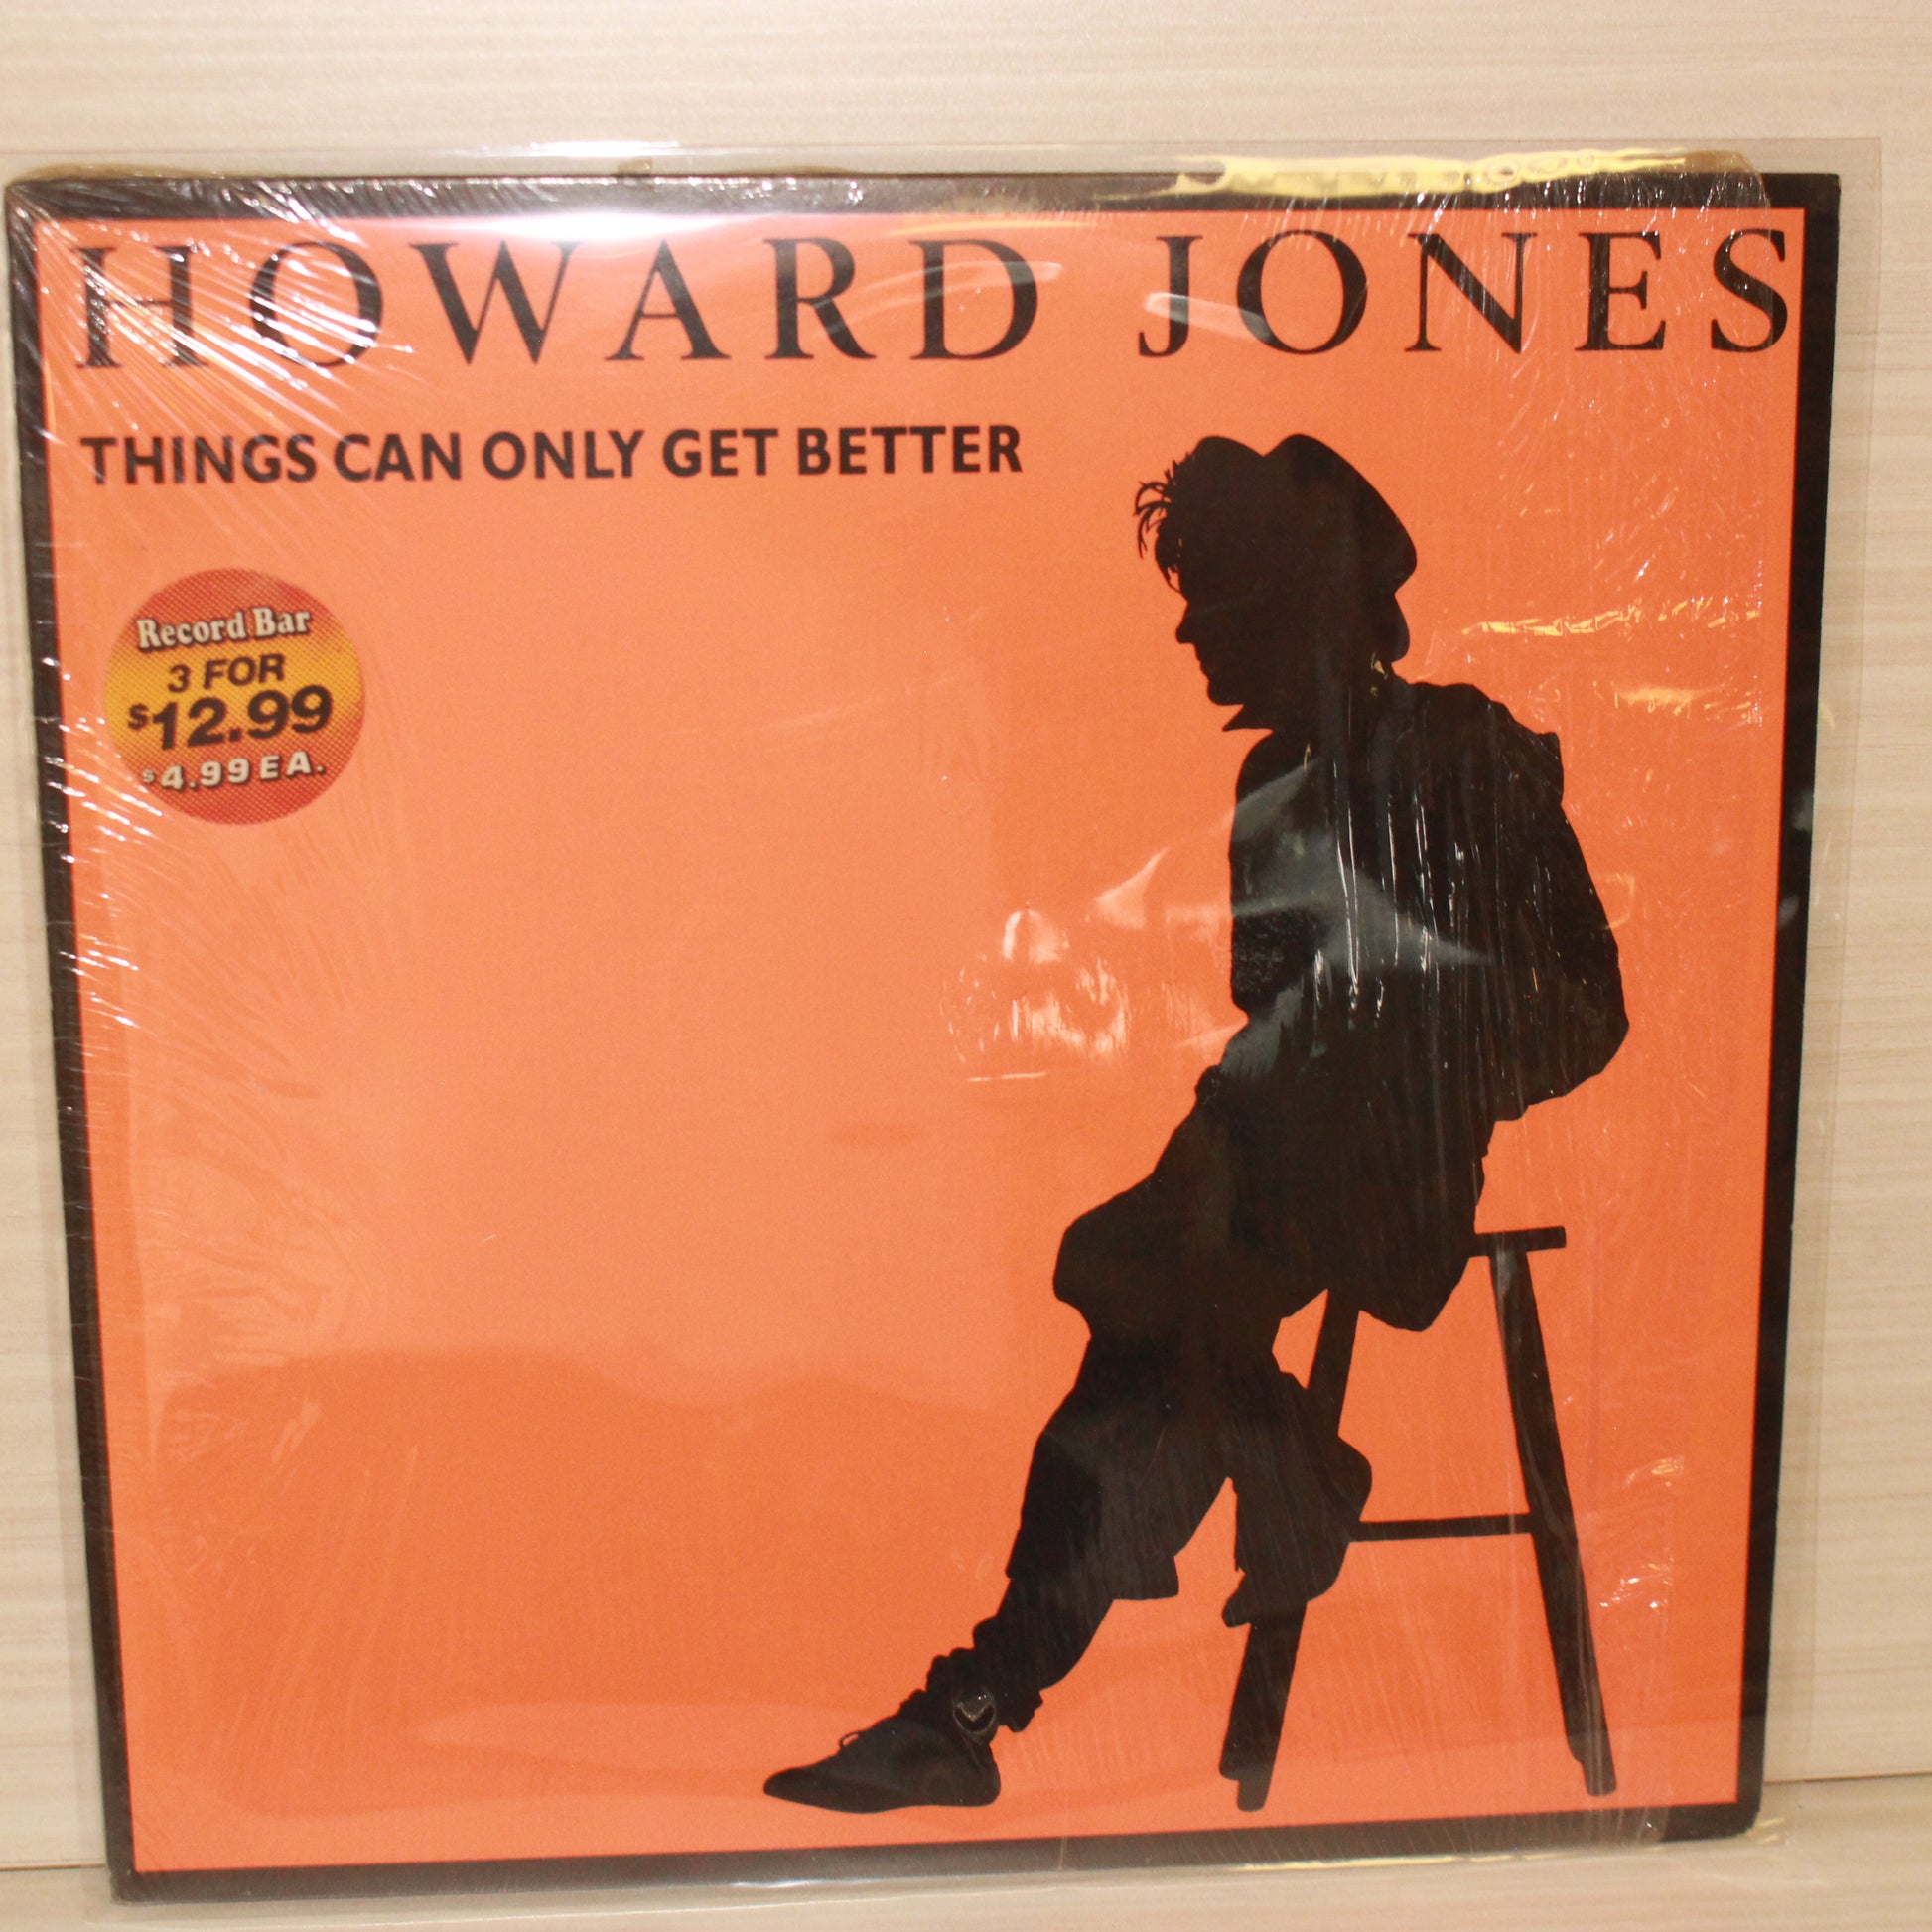 HOWARD JONES
THINGS CAN ONLY GET BETTER
Record Bar
3 FOR
$12.99
$4.99 EA.